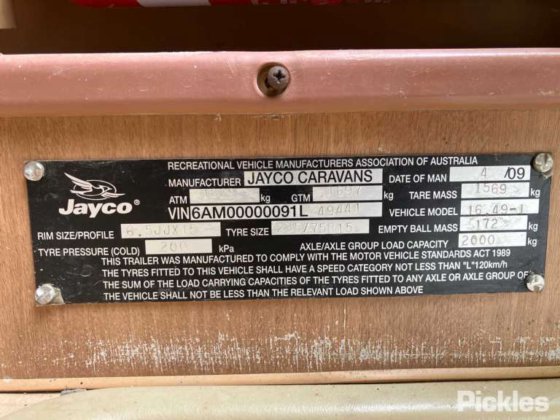 RECREATIONAL VEHICLE MANUFACTURERS ASSOCIATION OF AUSTRALIA
Jayco
MANUFACTURER JAYCO CARAVANS DATE OF MAN 4 /09
ATM kg GTM kg TARE MASS 1569 kg
VIN 6AM00000091L VEHICLE MODEL 16.49-1
RIM SIZE/PROFILE TYRE SIZE EMPTY BALL MASS 172 kg
TYRE PRESSURE (COLD) kPa AXLE/AXLE GROUP LOAD CAPACITY 2000 kg
THIS TRAILER WAS MANUFACTURED TO COMPLY WITH THE MOTOR VEHICLE STANDARDS ACT 1989
THE TYRES FITTED TO THIS VEHICLE SHALL HAVE A SPEED CATEGORY NOT LESS THAN "L"120km/h
THE SUM OF THE LOAD CARRYING CAPACITIES OF THE TYRES FITTED TO ANY AXLE OR AXLE GROUP OF
THE VEHICLE SHALL NOT BE LESS THAN THE RELEVANT LOAD SHOWN ABOVE
Pickles